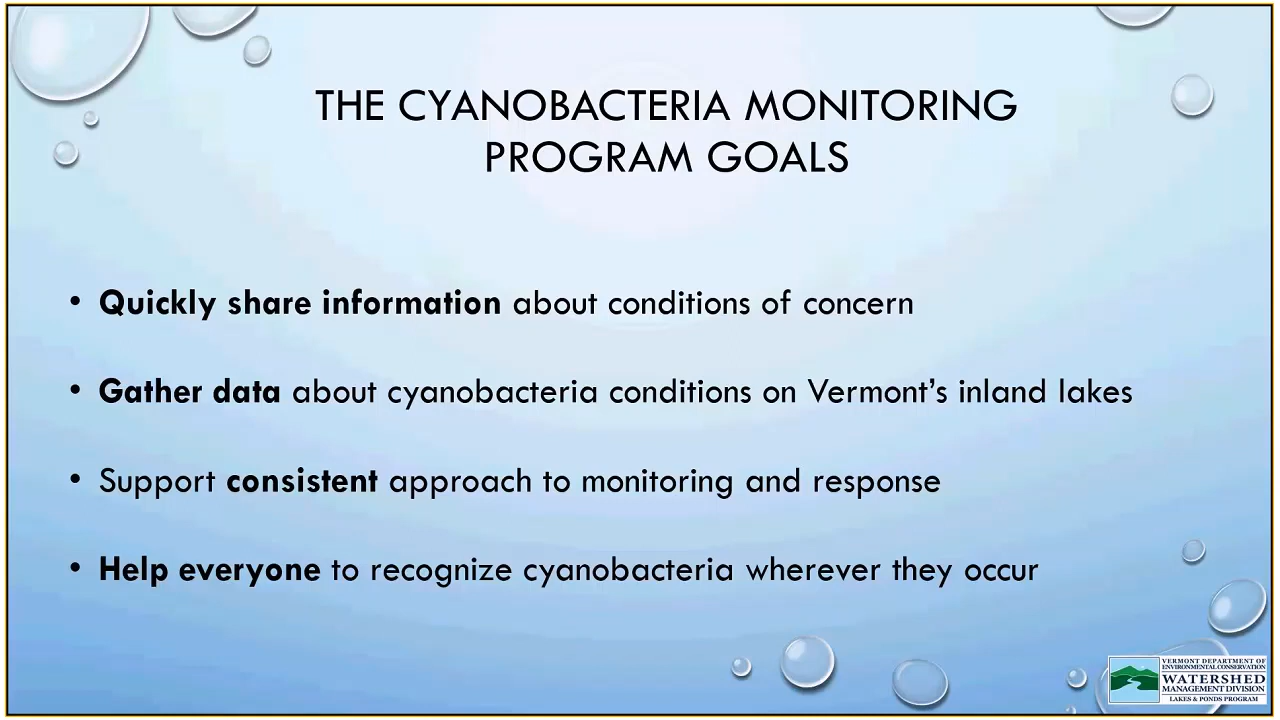 THE CYANOBACTERIA MONITORING
PROGRAM GOALS
• Quickly share information about conditions of concern
• Gather data about cyanobacteria conditions on Vermont’s inland lakes
• Support consistent approach to monitoring and response
• Help everyone to recognize cyanobacteria wherever they occur
VERMONT DEPARTMENT OF
ENVIRONMENTAL CONSERVATION
WATERSHED
MANAGEMENT DIVISION
LAKES & PONDS PROGRAM